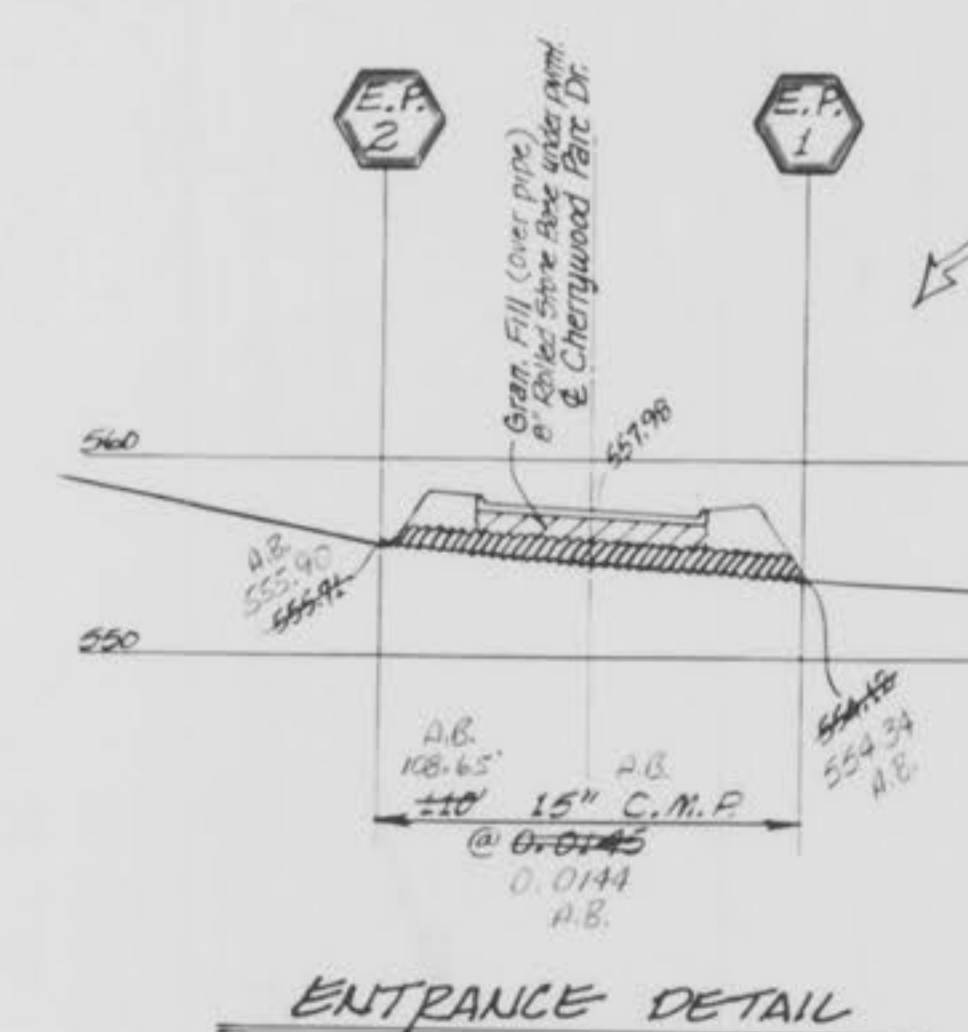 E.P.
2
E.P.
1
Gran. Fill (over pipe)
8" Rolled Stone Base under pvmt.
℄ Cherrywood Parc Dr.
557.98
560
A.B.
555.90
550
554.34
A.B.
A.B.
108.65'
A.B.
110' 15" C.M.P.
@ 0.0145
0.0144
A.B.
ENTRANCE DETAIL